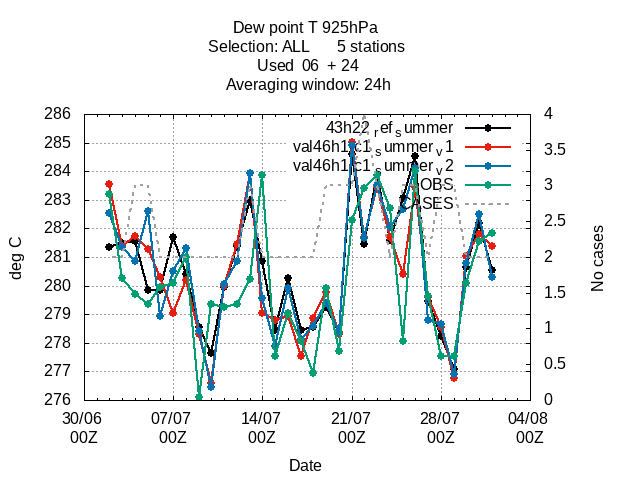 Dew point T 925hPa
Selection: ALL 5 stations
Used 06 + 24
Averaging window: 24h
286 4
43h22_ref_summer
285 3.5
val46h1_c1_summer_v1
284 3
val46h1_c1_summer_v2
OBS
283
CASES
282 2.5
281 2
280
279 1.5
278 1
277 0.5
276 0
deg C
No cases
30/06 07/07 14/07 21/07 28/07 04/08
00Z 00Z 00Z 00Z 00Z 00Z
Date